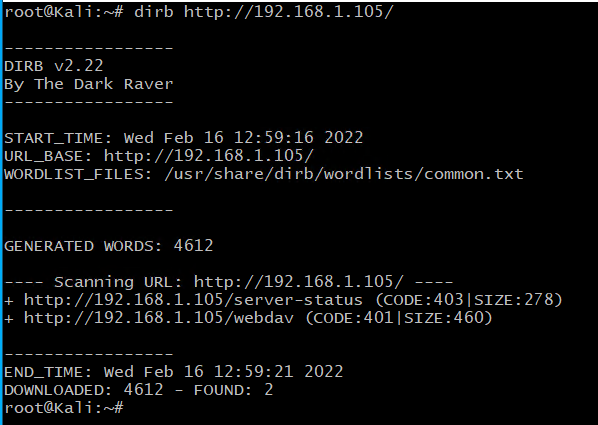 root@Kali:~# dirb http://192.168.1.105/
-----------------
DIRB v2.22
By The Dark Raver
-----------------
START_TIME: Wed Feb 16 12:59:16 2022
URL_BASE: http://192.168.1.105/
WORDLIST_FILES: /usr/share/dirb/wordlists/common.txt
-----------------
GENERATED WORDS: 4612
---- Scanning URL: http://192.168.1.105/ ----
+ http://192.168.1.105/server-status (CODE:403|SIZE:278)
+ http://192.168.1.105/webdav (CODE:401|SIZE:460)
-----------------
END_TIME: Wed Feb 16 12:59:21 2022
DOWNLOADED: 4612 - FOUND: 2
root@Kali:~#